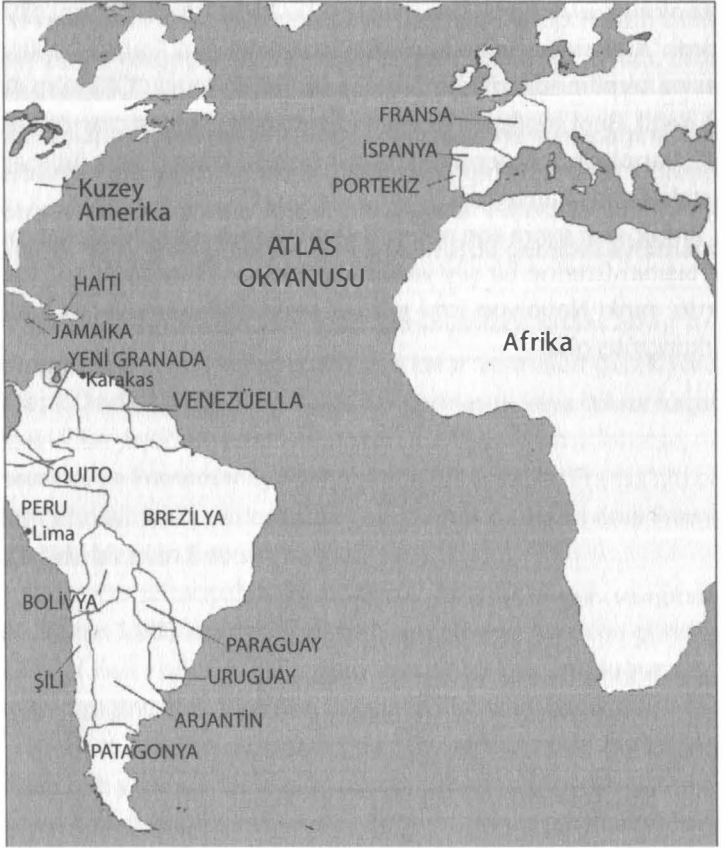 FRANSA
İSPANYA
PORTEKİZ
Kuzey
Amerika
ATLAS
OKYANUSU
HAİTİ
JAMAİKA
Afrika
YENİ GRANADA
Karakas
VENEZÜELLA
QUITO
PERU
Lima
BREZİLYA
BOLİVYA
PARAGUAY
ŞİLİ
URUGUAY
ARJANTİN
PATAGONYA